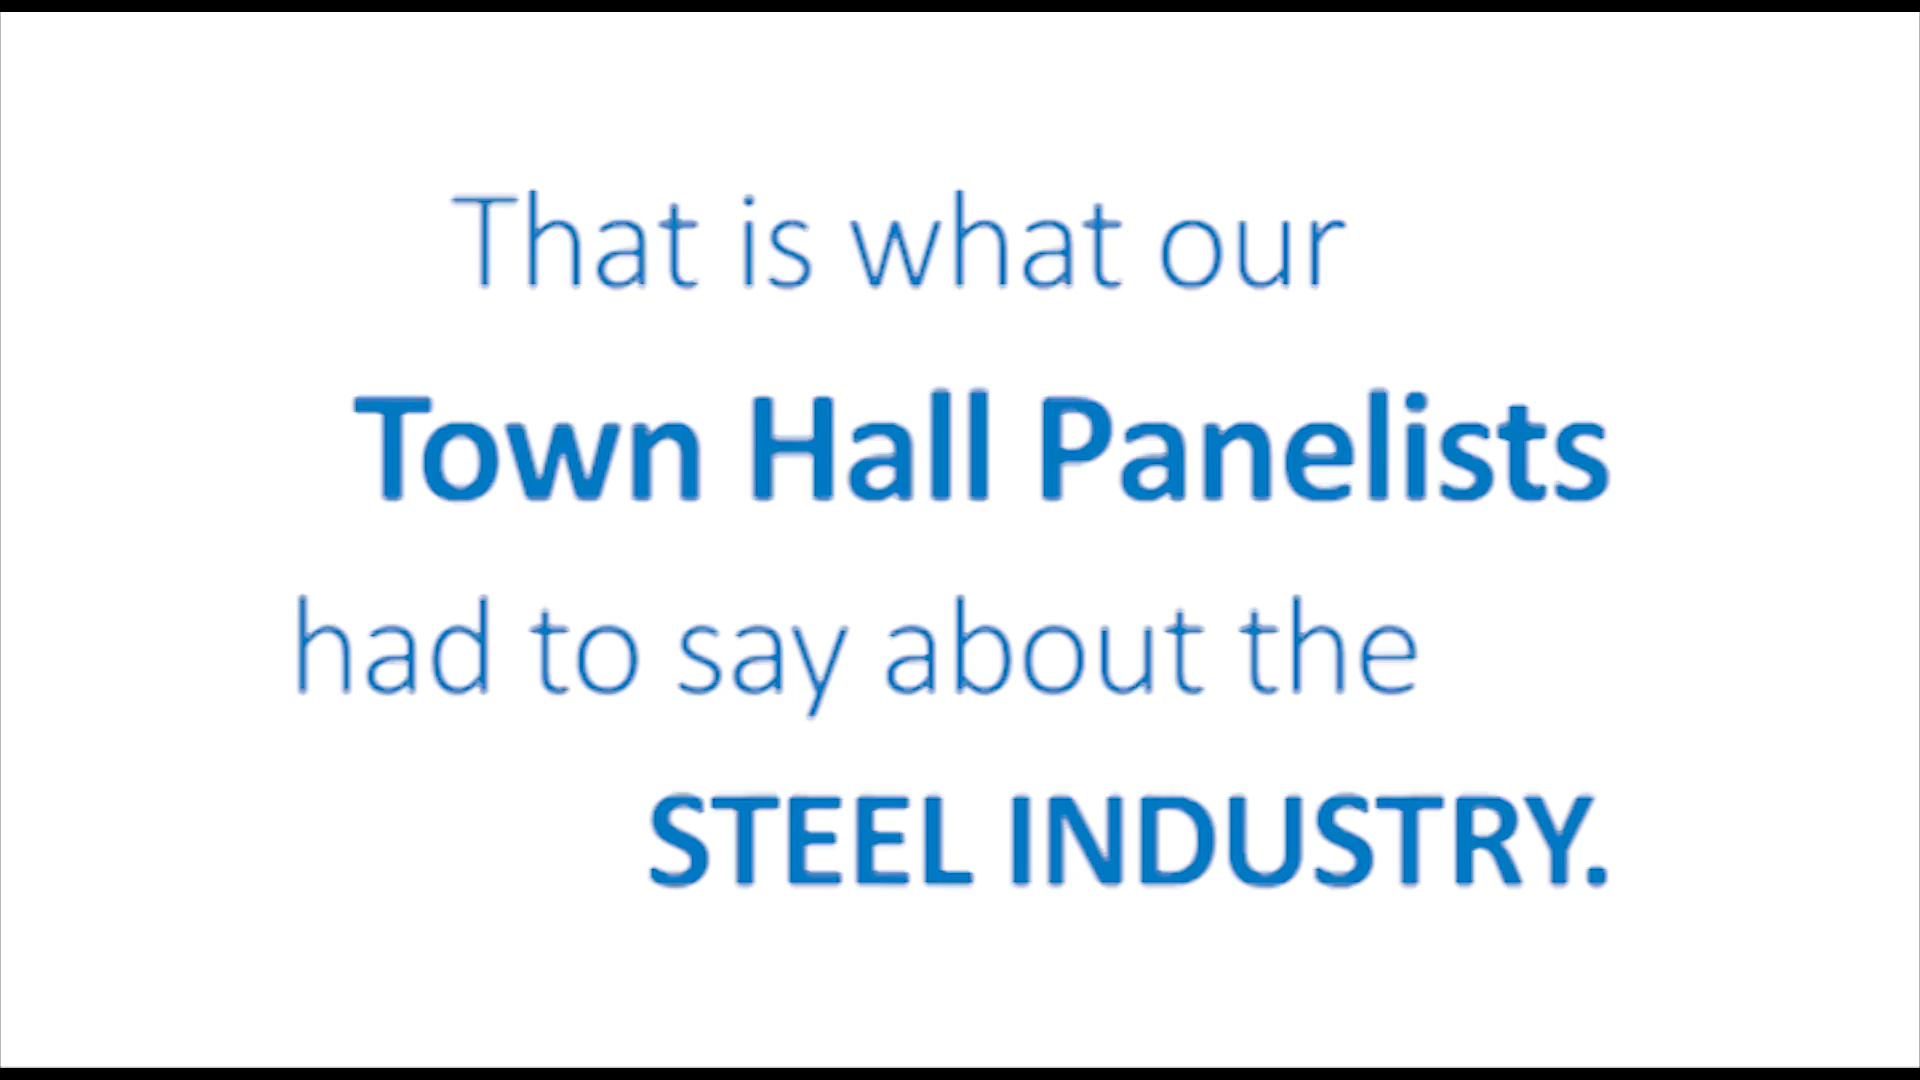 That is what our
Town Hall Panelists
had to say about the
STEEL INDUSTRY.